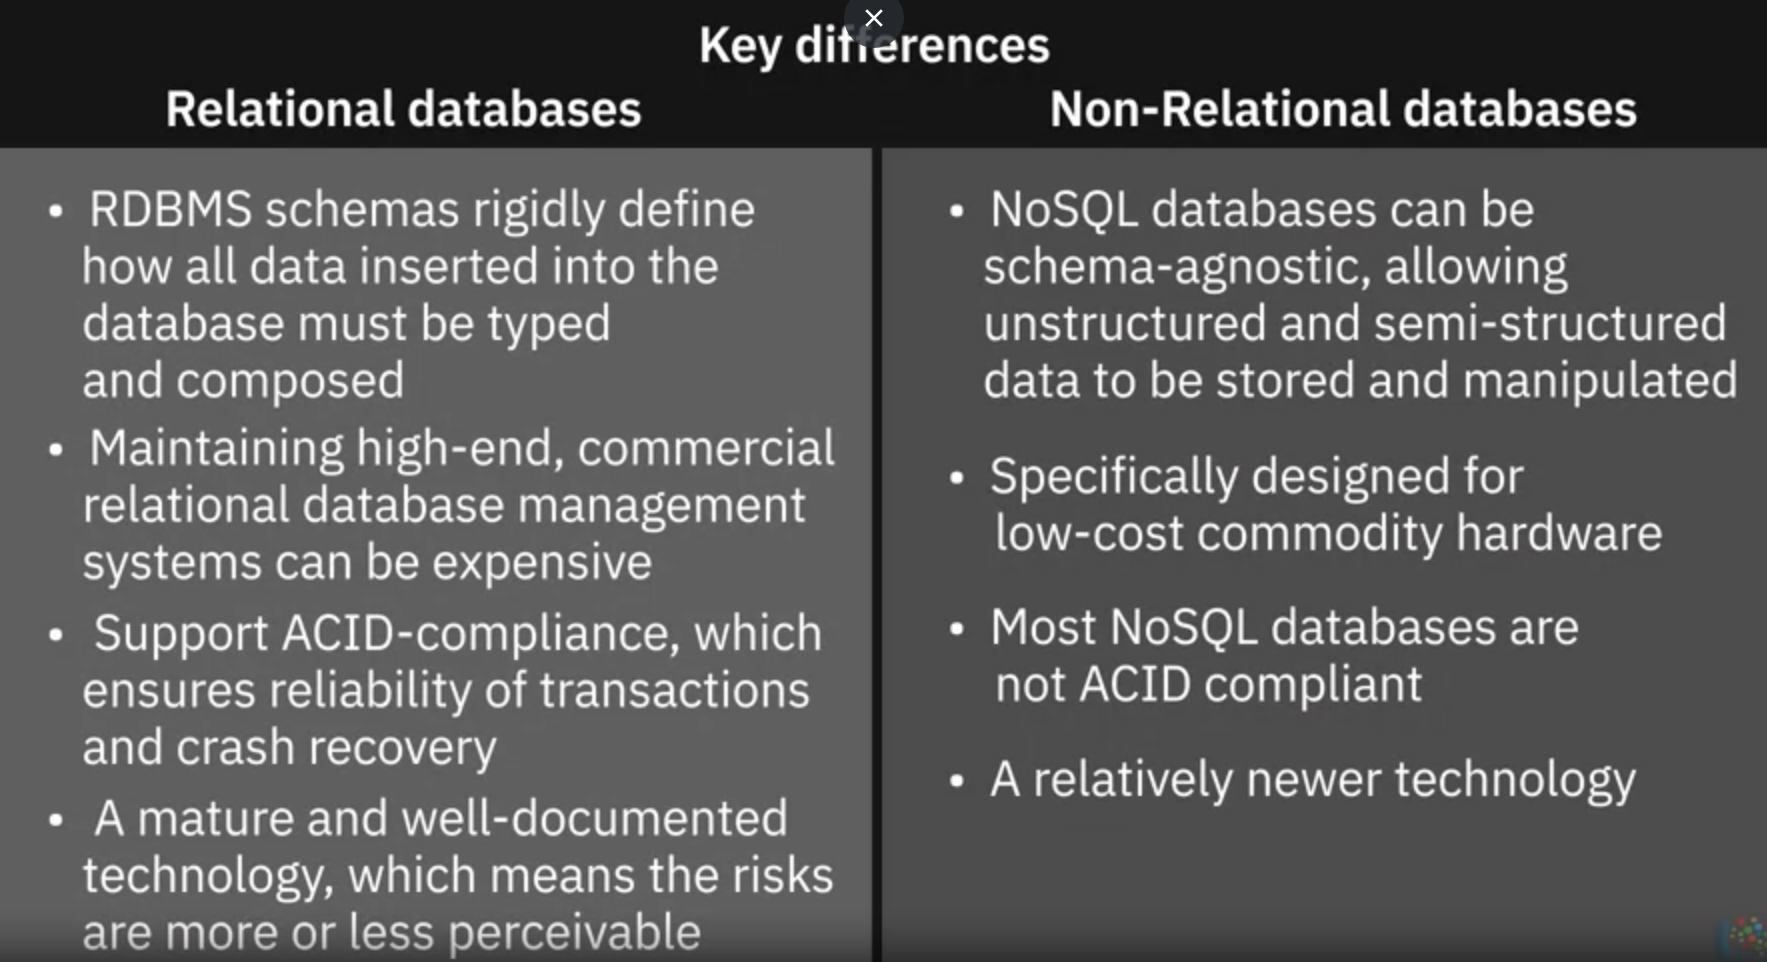 Key differences
Relational databases
Non-Relational databases
• RDBMS schemas rigidly define
how all data inserted into the
database must be typed
and composed
• Maintaining high-end, commercial
relational database management
systems can be expensive
• Support ACID-compliance, which
ensures reliability of transactions
and crash recovery
• A mature and well-documented
technology, which means the risks
are more or less perceivable
• NoSQL databases can be
schema-agnostic, allowing
unstructured and semi-structured
data to be stored and manipulated
• Specifically designed for
low-cost commodity hardware
• Most NoSQL databases are
not ACID compliant
• A relatively newer technology